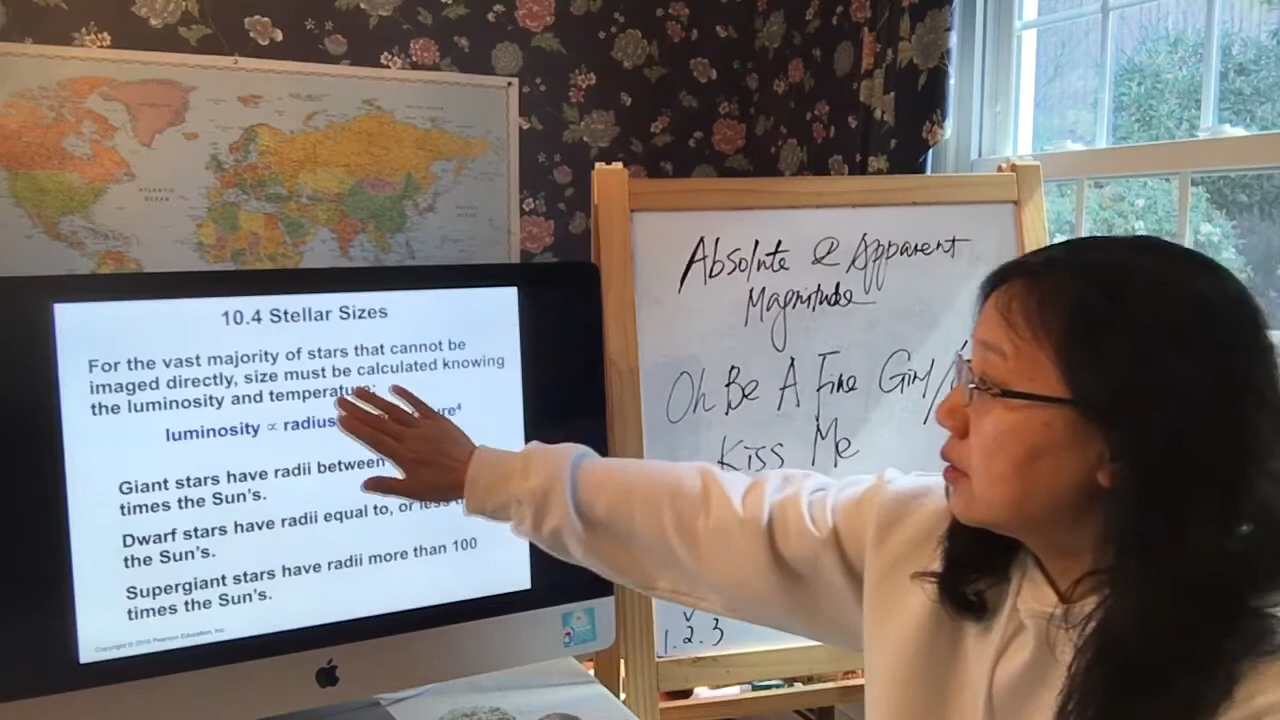 ATLANTIC
OCEAN
10.4 Stellar Sizes
For the vast majority of stars that cannot be
imaged directly, size must be calculated knowing
the luminosity and temperature:
luminosity ∝ radius
Giant stars have radii between
times the Sun's.
Dwarf stars have radii equal to, or less
the Sun's.
Supergiant stars have radii more than 100
times the Sun's.
Copyright © 2016 Pearson Education, Inc.
Absolute & Apparent
Magnitude
Oh Be A Fine Girl/
Kiss Me
1. 2. 3